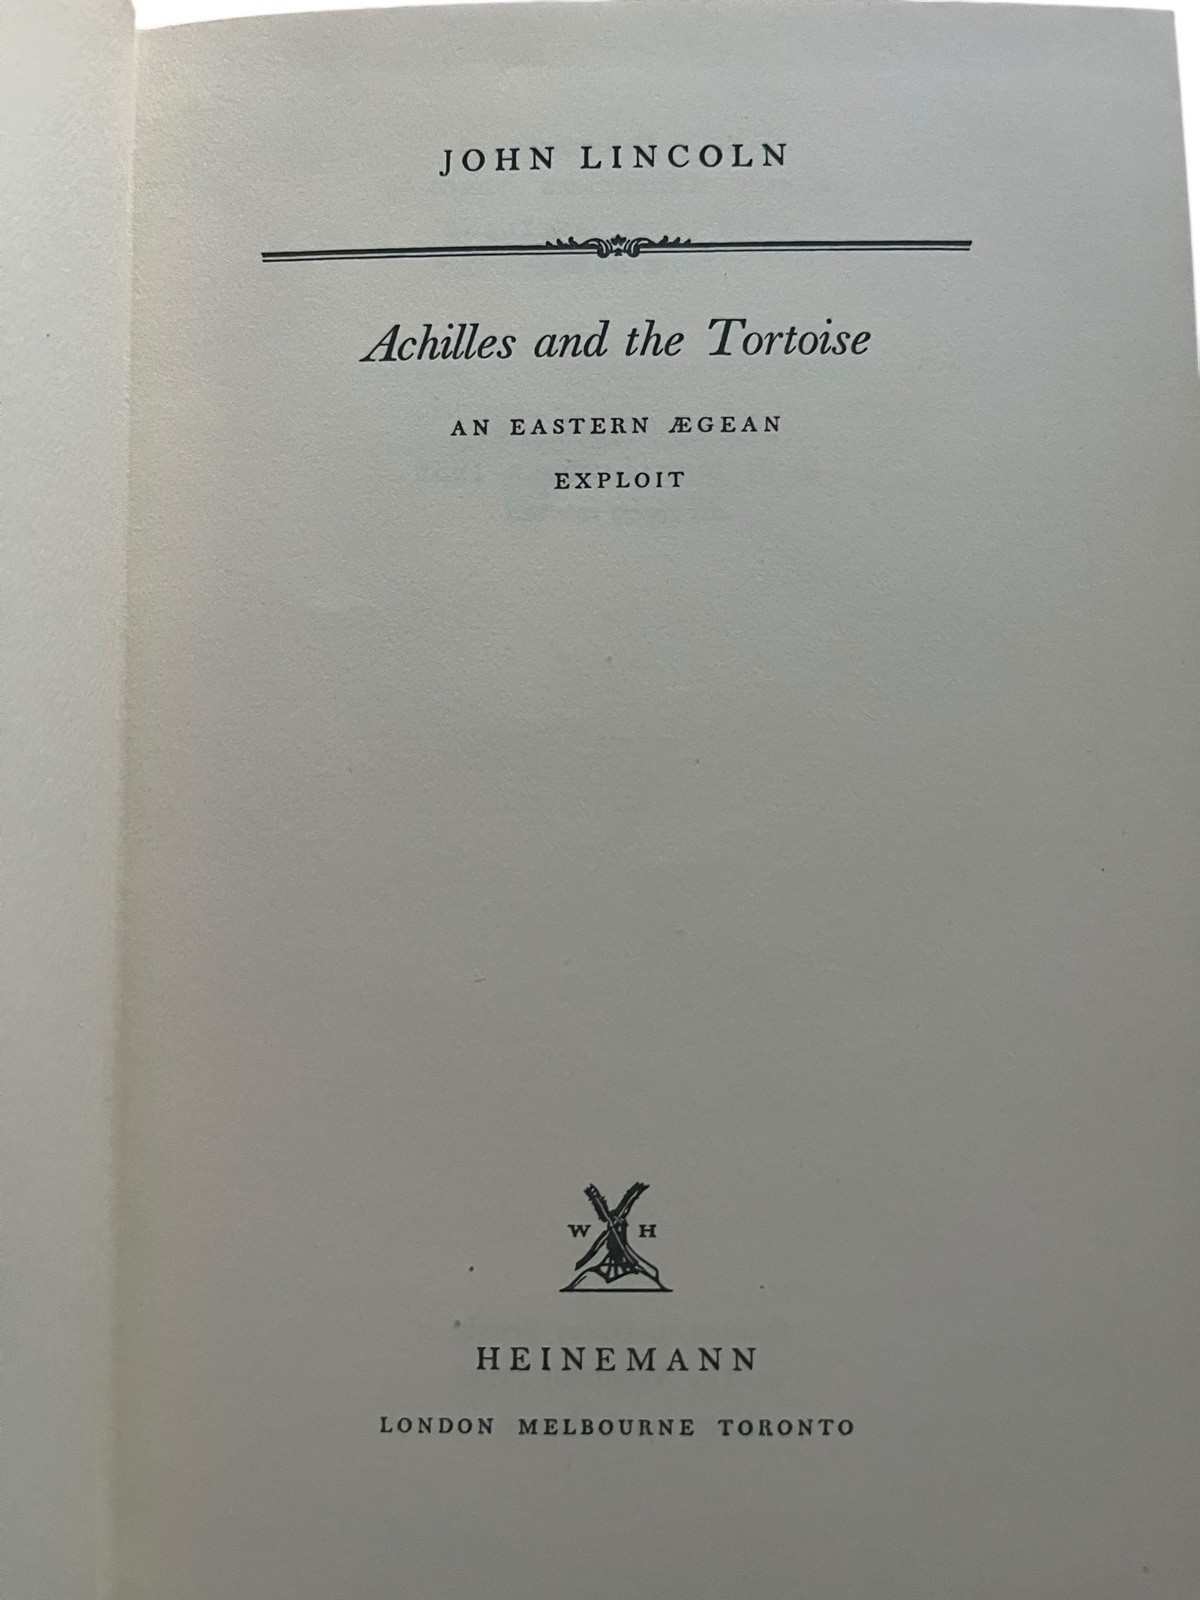 JOHN LINCOLN
Achilles and the Tortoise
AN EASTERN ÆGEAN
EXPLOIT
W H
HEINEMANN
LONDON MELBOURNE TORONTO